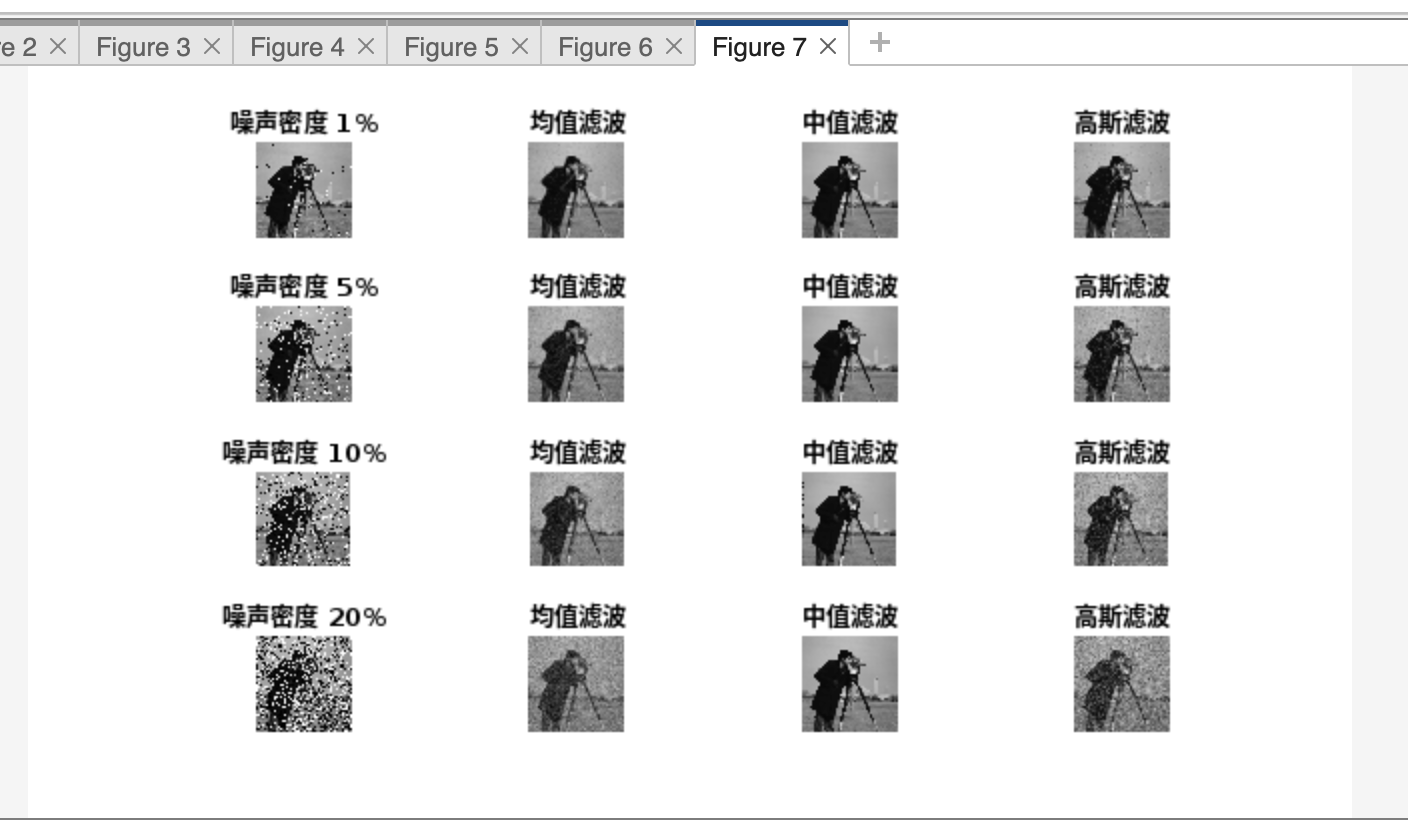 re 2 Figure 3 Figure 4 Figure 5 Figure 6 Figure 7
噪声密度 1% 均值滤波 中值滤波 高斯滤波
噪声密度 5% 均值滤波 中值滤波 高斯滤波
噪声密度 10% 均值滤波 中值滤波 高斯滤波
噪声密度 20% 均值滤波 中值滤波 高斯滤波